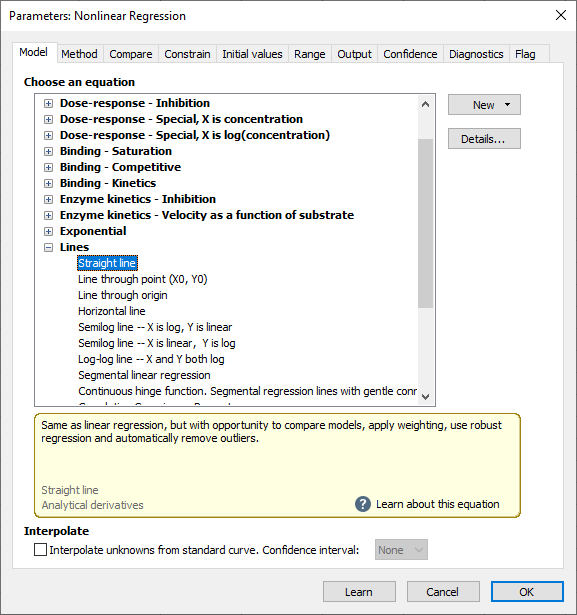 Parameters: Nonlinear Regression
Model Method Compare Constrain Initial values Range Output Confidence Diagnostics Flag
Choose an equation
Dose-response - Inhibition
Dose-response - Special, X is concentration
Dose-response - Special, X is log(concentration)
Binding - Saturation
Binding - Competitive
Binding - Kinetics
Enzyme kinetics - Inhibition
Enzyme kinetics - Velocity as a function of substrate
Exponential
Lines
Straight line
Line through point (X0, Y0)
Line through origin
Horizontal line
Semilog line -- X is log, Y is linear
Semilog line -- X is linear, Y is log
Log-log line -- X and Y both log
Segmental linear regression
Continuous hinge function. Segmental regression lines with gentle conn
New
Details...
Same as linear regression, but with opportunity to compare models, apply weighting, use robust
regression and automatically remove outliers.
Straight line
Analytical derivatives
? Learn about this equation
Interpolate
Interpolate unknowns from standard curve. Confidence interval: None
Learn Cancel OK